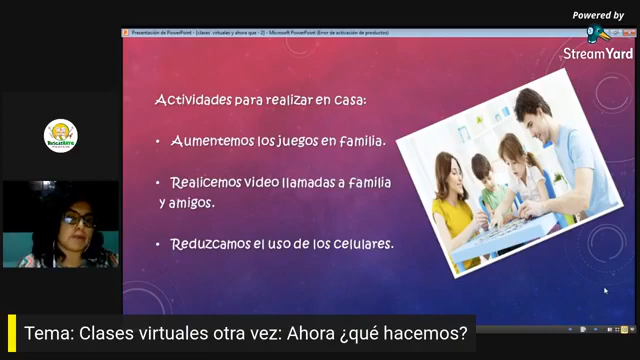 Powered by
StreamYard
Presentación de PowerPoint - [clases virtuales y ahora que - 2] - Microsoft PowerPoint (Error de activación de productos)
Actividades para realizar en casa:
• Aumentemos los juegos en familia.
• Realicemos video llamadas a familia
y amigos.
• Reduzcamos el uso de los celulares.
Tema: Clases virtuales otra vez: Ahora ¿qué hacemos?